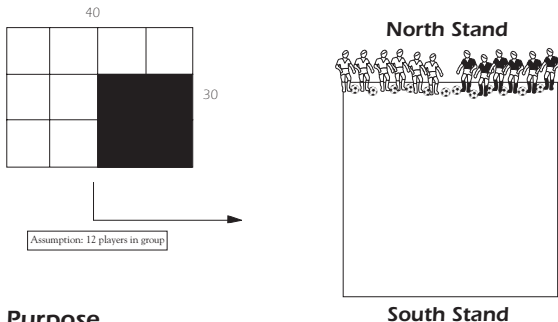 40
North Stand
30
Assumption: 12 players in group
Purpose
South Stand